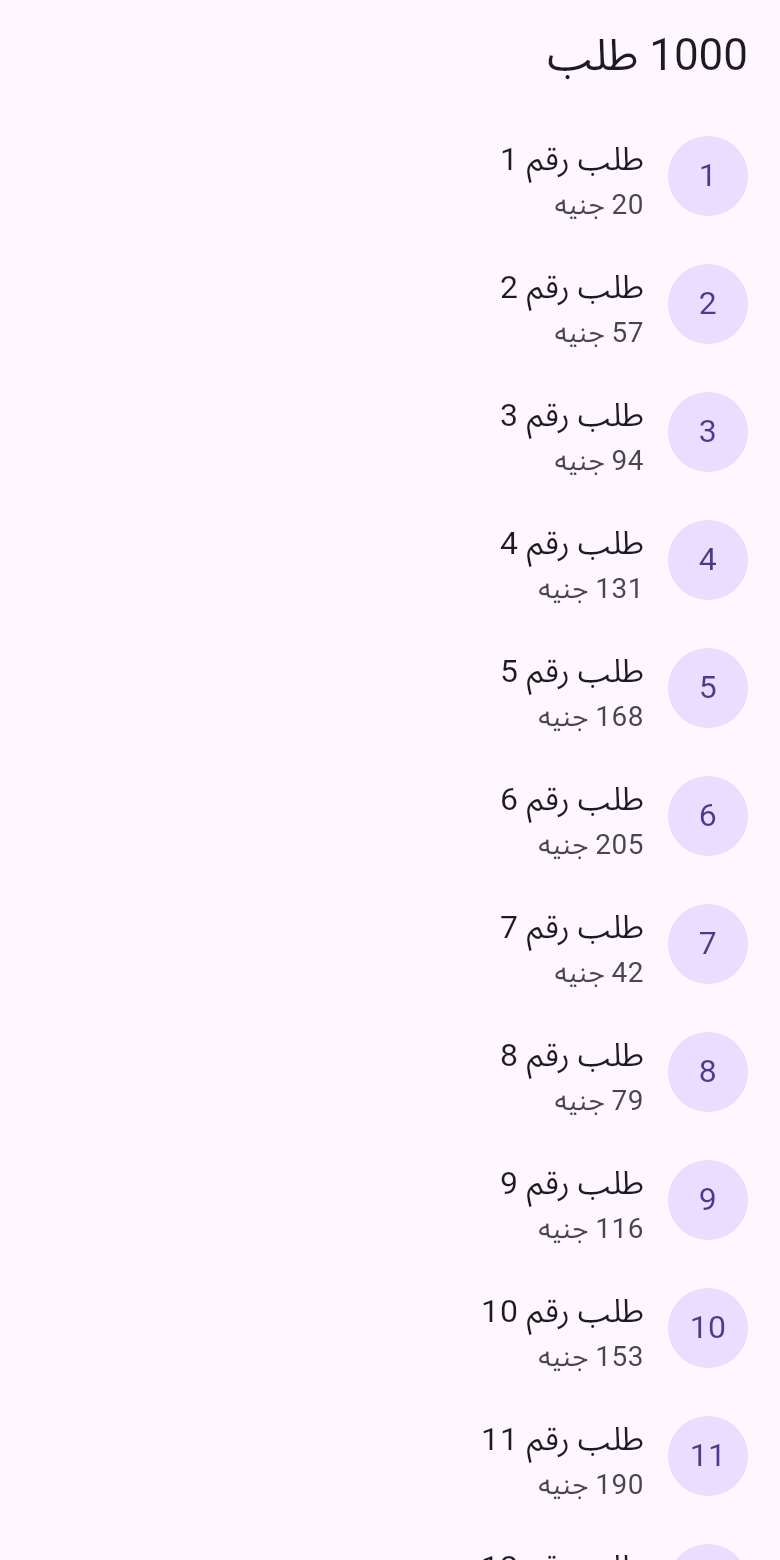 1000 طلب
1
طلب رقم 1
20 جنيه
2
طلب رقم 2
57 جنيه
3
طلب رقم 3
94 جنيه
4
طلب رقم 4
131 جنيه
5
طلب رقم 5
168 جنيه
6
طلب رقم 6
205 جنيه
7
طلب رقم 7
42 جنيه
8
طلب رقم 8
79 جنيه
9
طلب رقم 9
116 جنيه
10
طلب رقم 10
153 جنيه
11
طلب رقم 11
190 جنيه